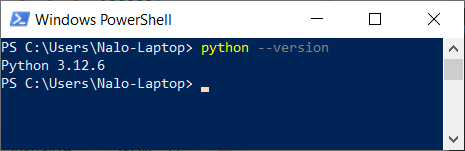 Windows PowerShell
PS C:\Users\Nalo-Laptop> python --version
Python 3.12.6
PS C:\Users\Nalo-Laptop>